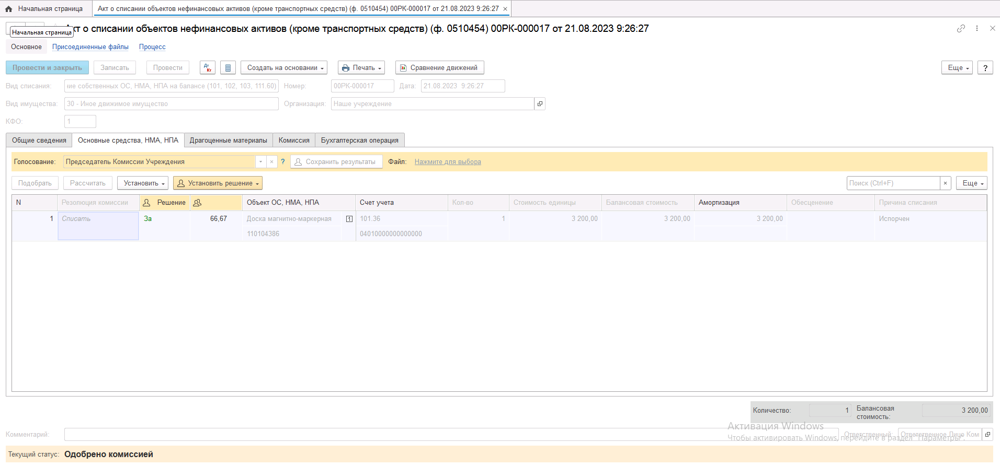 Начальная страница
Акт о списании объектов нефинансовых активов (кроме транспортных средств) (ф. 0510454) 00РК-000017 от 21.08.2023 9:26:27 ×
кт о списании объектов нефинансовых активов (кроме транспортных средств) (ф. 0510454) 00РК-000017 от 21.08.2023 9:26:27
Начальная страница
Основное Присоединенные файлы Процесс
Провести и закрыть Записать Провести Дт Кт Создать на основании Печать Сравнение движений Еще ?
Вид списания: ие собственных ОС, НМА, НПА на балансе (101, 102, 103, 111.60) Номер: 00РК-000017 Дата: 21.08.2023 9:26:27
Вид имущества: 30 - Иное движимое имущество Организация: Наше учреждение
КФО: 1
Общие сведения Основные средства, НМА, НПА Драгоценные материалы Комиссия Бухгалтерская операция
Голосование: Председатель Комиссии Учреждения × ? Сохранить результаты Файл: Нажмите для выбора
Подобрать Рассчитать Установить Установить решение Поиск (Ctrl+F) × Еще
N Резолюция комиссии Решение Объект ОС, НМА, НПА Счет учета Кол-во Стоимость единицы Балансовая стоимость Амортизация Обесценение Причина списания
1 Списать За 66,67 Доска магнитно-маркерная 1 101.36 1 3 200,00 3 200,00 3 200,00 Испорчен
110104386 04010000000000000
Количество: 1 Балансовая стоимость: 3 200,00
Активация Windows
Чтобы активировать Windows, перейдите в раздел "Параметры".
Комментарий: Ответственный: Ответственное Лицо Ком
Текущий статус: Одобрено комиссией